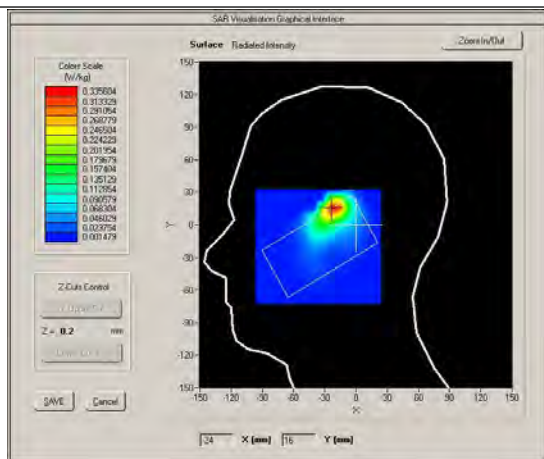 SAR Visualisation Graphical Interface
Surface Radiated Intensity
Zoom In/Out
Colors Scale
(W/kg)
0.335604
0.313329
0.291054
0.268779
0.246504
0.224229
0.201954
0.179679
0.157404
0.135129
0.112854
0.090579
0.068304
0.046029
0.023754
0.001479
150
120
90
60
30
0
-30
-60
-90
-120
-150
Y
-150 -120 -90 -60 -30 0 30 60 90 120 150
X
Z-Cuts Control
Z = 0.2 mm
SAVE Cancel
-24 X (mm) 16 Y (mm)